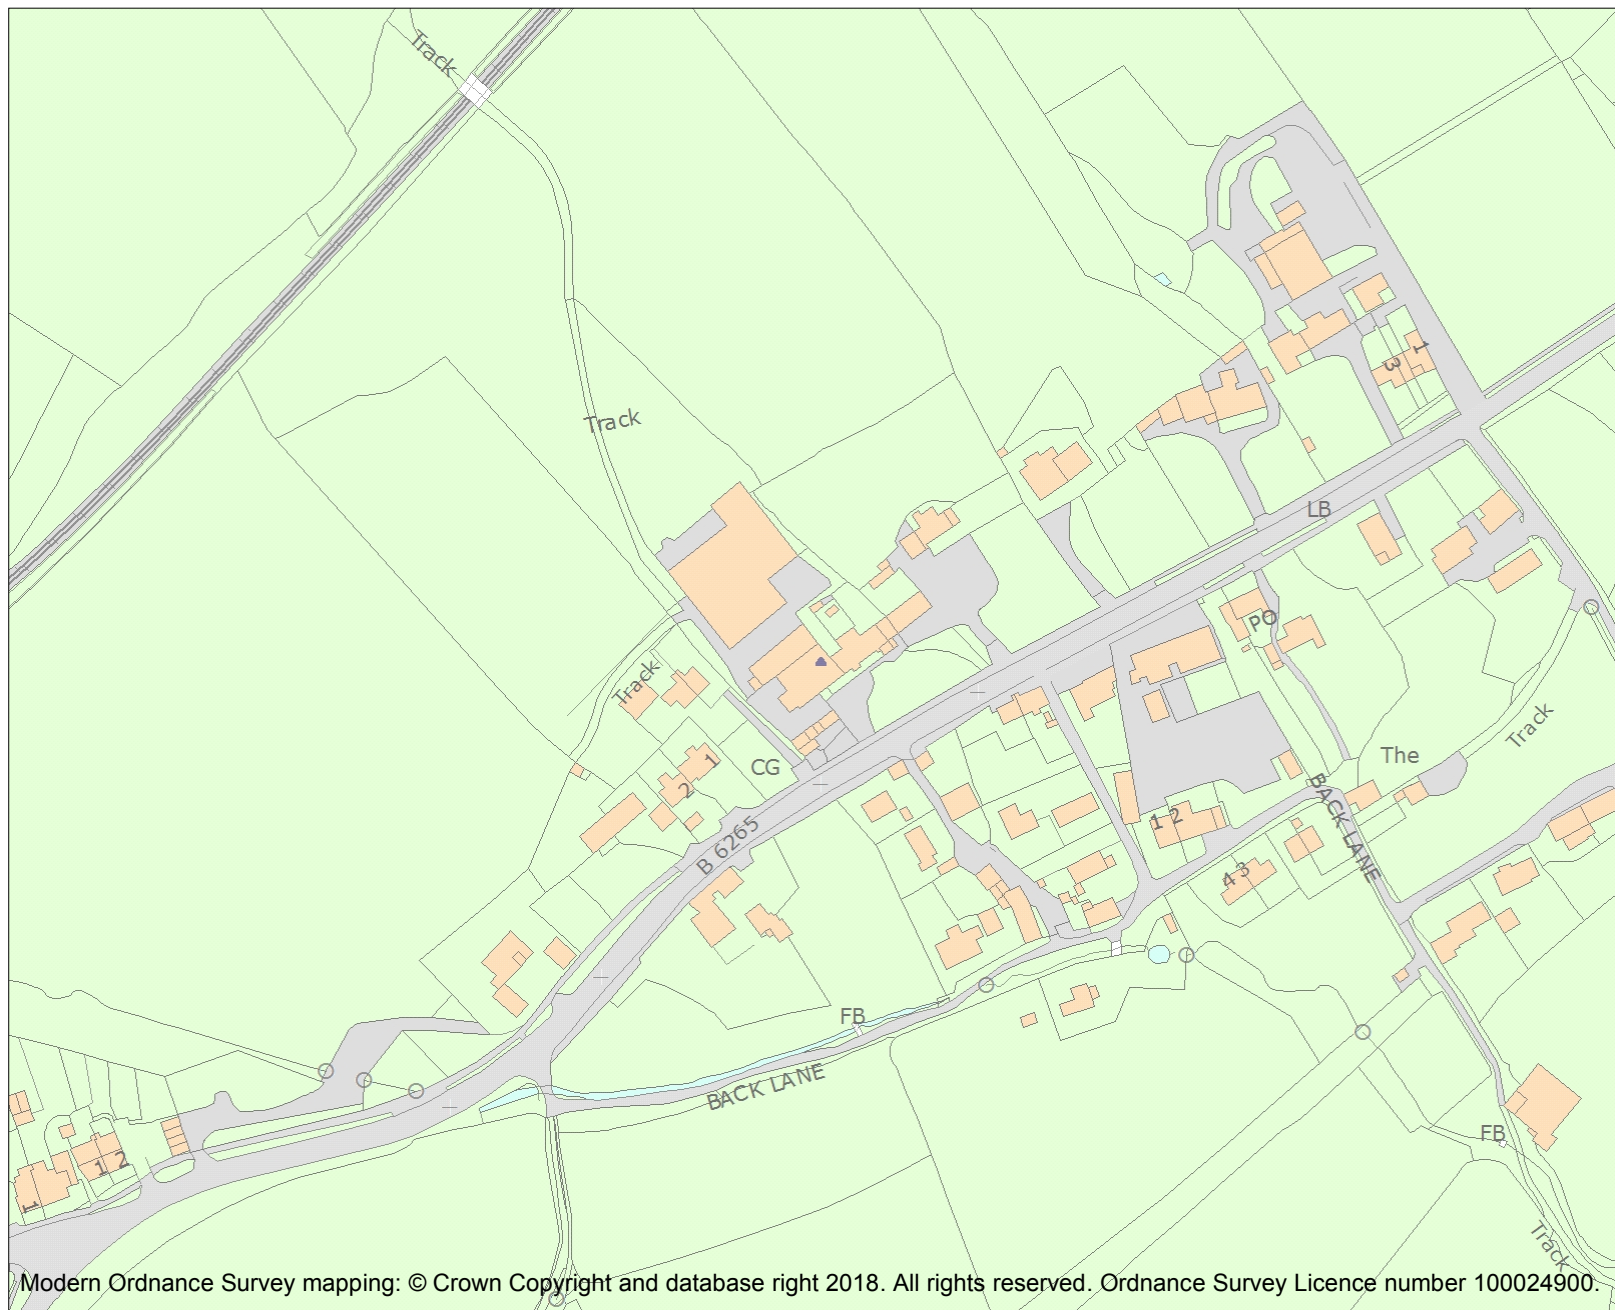 Track
Track
1
3
LB
PO
Track
Track
The
1
2
CG
B 6265
BACK LANE
1 2
4 3
FB
BACK LANE
FB
1 2
1
Track
Modern Ordnance Survey mapping: © Crown Copyright and database right 2018. All rights reserved. Ordnance Survey Licence number 100024900.